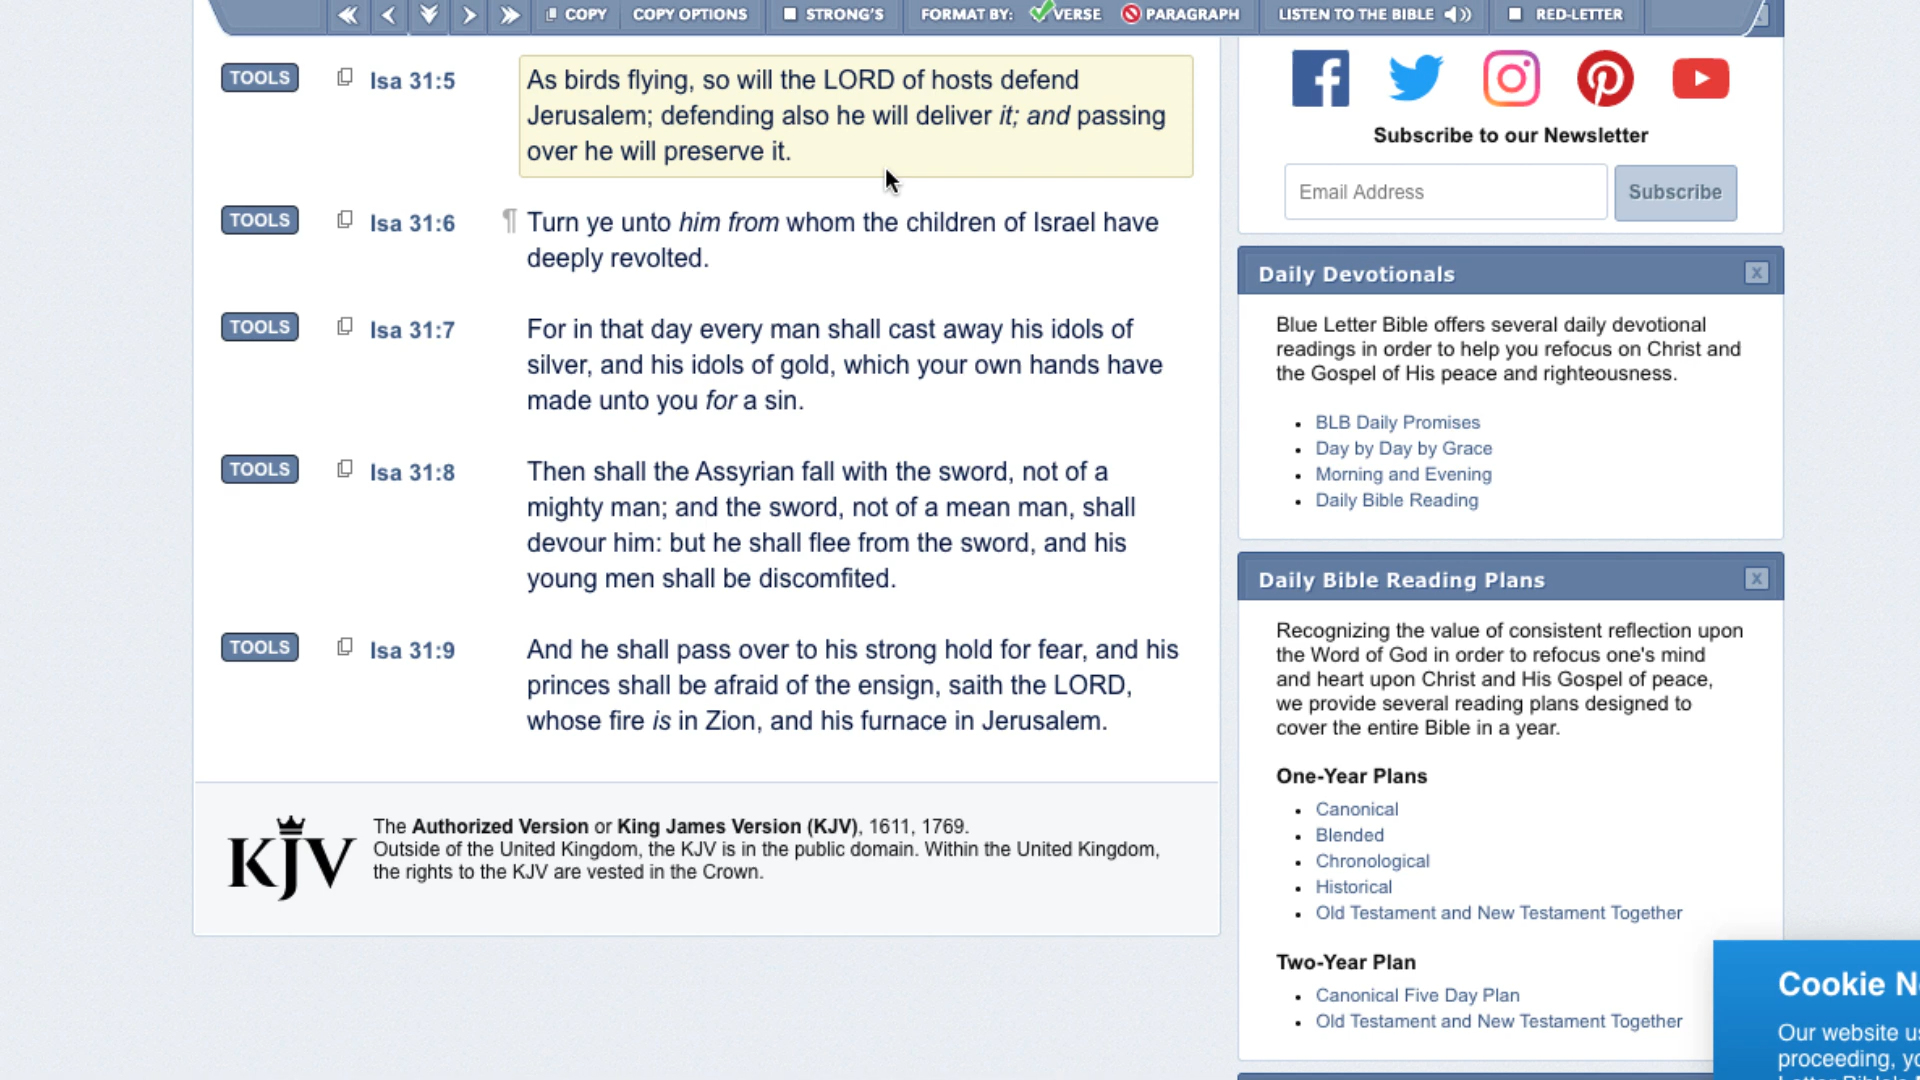 COPY COPY OPTIONS STRONG'S FORMAT BY: VERSE PARAGRAPH LISTEN TO THE BIBLE RED-LETTER
TOOLS Isa 31:5 As birds flying, so will the LORD of hosts defend
Jerusalem; defending also he will deliver it; and passing
over he will preserve it.
TOOLS Isa 31:6 ¶ Turn ye unto him from whom the children of Israel have
deeply revolted.
TOOLS Isa 31:7 For in that day every man shall cast away his idols of
silver, and his idols of gold, which your own hands have
made unto you for a sin.
TOOLS Isa 31:8 Then shall the Assyrian fall with the sword, not of a
mighty man; and the sword, not of a mean man, shall
devour him: but he shall flee from the sword, and his
young men shall be discomfited.
TOOLS Isa 31:9 And he shall pass over to his strong hold for fear, and his
princes shall be afraid of the ensign, saith the LORD,
whose fire is in Zion, and his furnace in Jerusalem.
KJV
The Authorized Version or King James Version (KJV), 1611, 1769.
Outside of the United Kingdom, the KJV is in the public domain. Within the United Kingdom,
the rights to the KJV are vested in the Crown.
Subscribe to our Newsletter
Email Address Subscribe
Daily Devotionals X
Blue Letter Bible offers several daily devotional
readings in order to help you refocus on Christ and
the Gospel of His peace and righteousness.
• BLB Daily Promises
• Day by Day by Grace
• Morning and Evening
• Daily Bible Reading
Daily Bible Reading Plans X
Recognizing the value of consistent reflection upon
the Word of God in order to refocus one's mind
and heart upon Christ and His Gospel of peace,
we provide several reading plans designed to
cover the entire Bible in a year.
One-Year Plans
• Canonical
• Blended
• Chronological
• Historical
• Old Testament and New Testament Together
Two-Year Plan
• Canonical Five Day Plan
• Old Testament and New Testament Together
Cookie N
Our website us
proceeding, yo